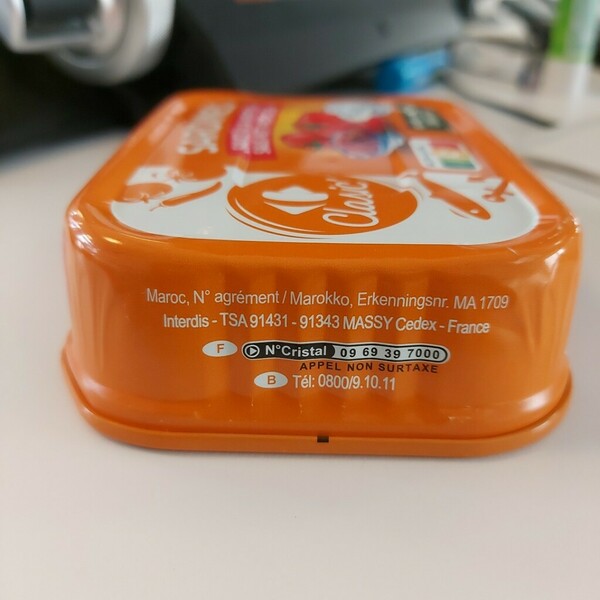 Classic
Maroc, N° agrément / Marokko, Erkenningsnr. MA 1709
Interdis - TSA 91431 - 91343 MASSY Cedex - France
F N°Cristal 09 69 39 7000
APPEL NON SURTAXE
B Tél: 0800/9.10.11